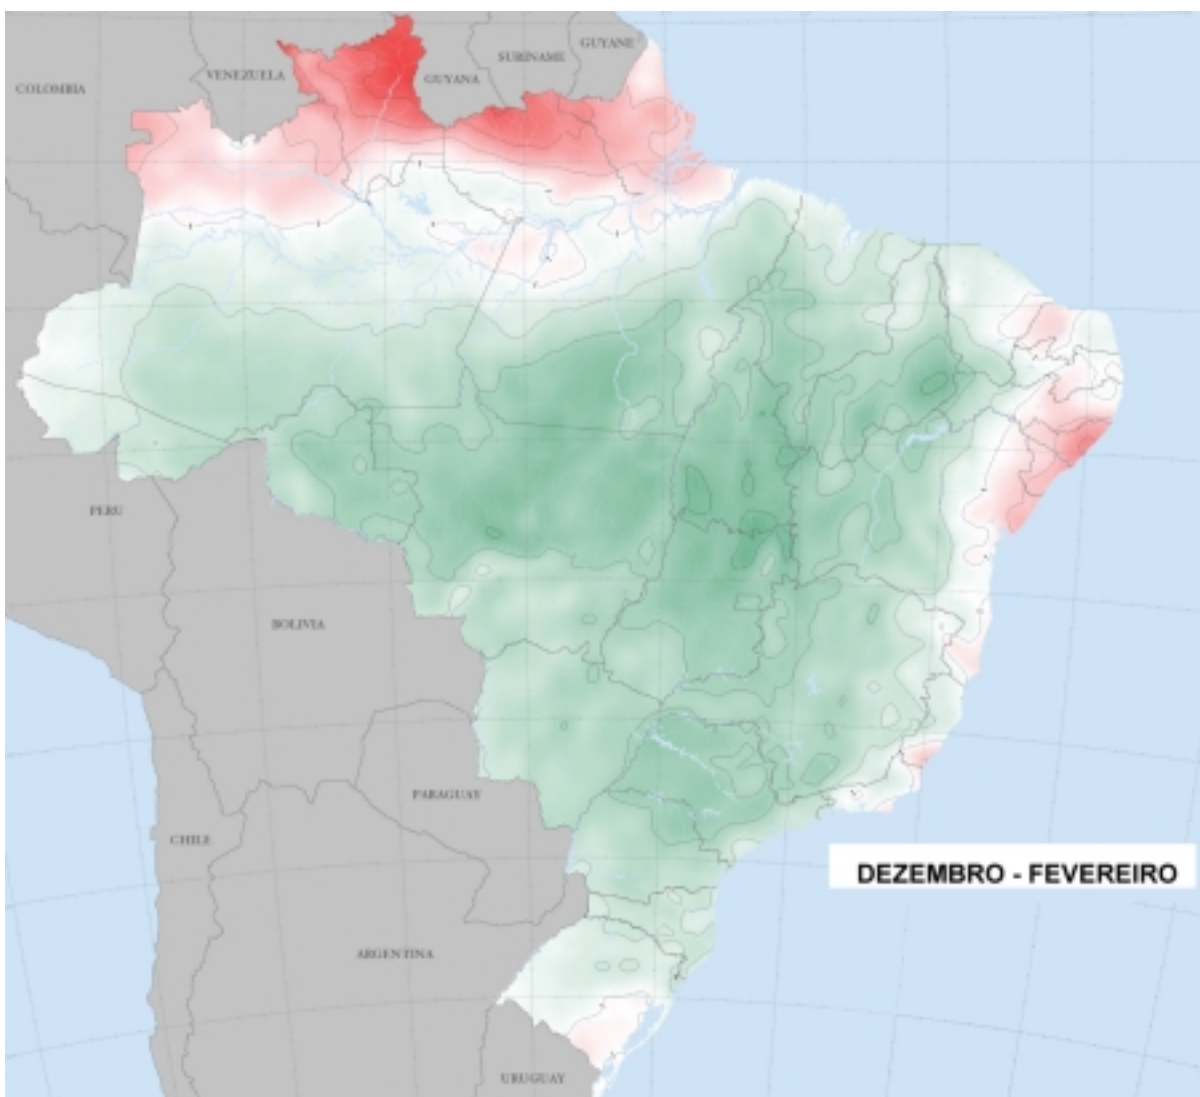 GUYANE
SURINAME
VENEZUELA
GUYANA
COLOMBIA
PERU
BOLIVIA
PARAGUAY
CHILE
DEZEMBRO - FEVEREIRO
ARGENTINA
URUGUAY